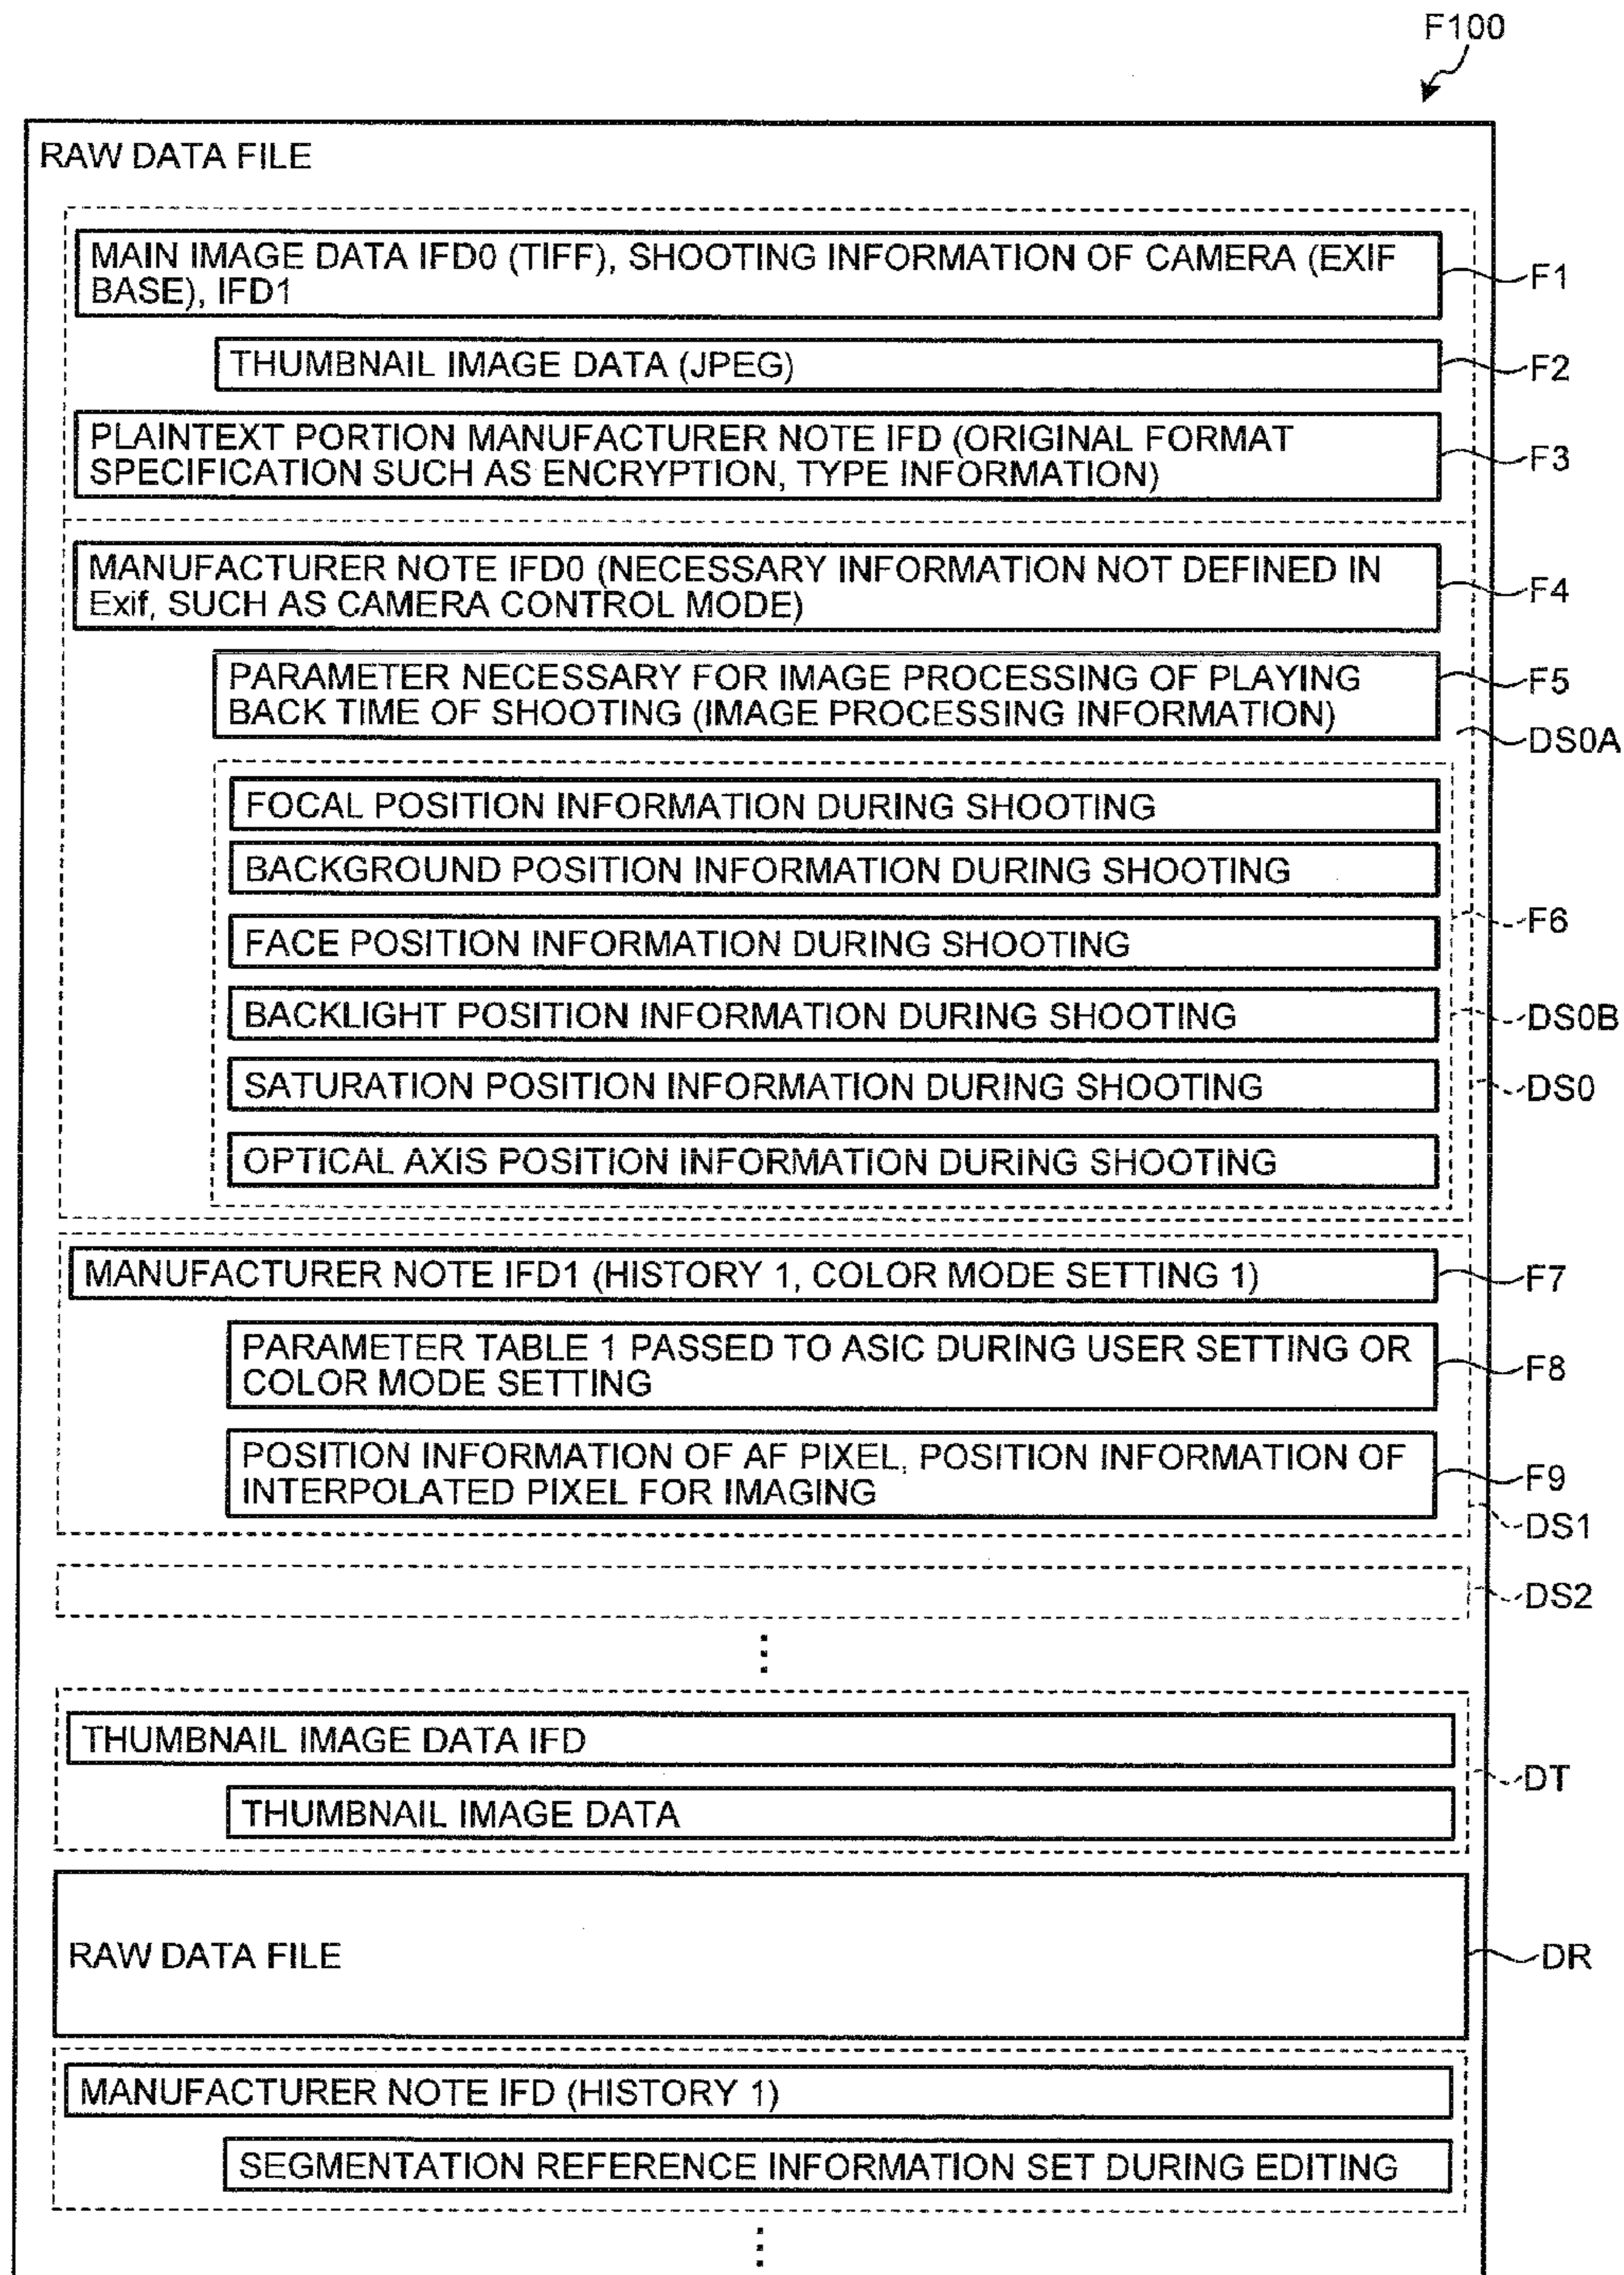 F100
RAW DATA FILE
MAIN IMAGE DATA IFD0 (TIFF), SHOOTING INFORMATION OF CAMERA (EXIF
BASE), IFD1
F1
THUMBNAIL IMAGE DATA (JPEG)
F2
PLAINTEXT PORTION MANUFACTURER NOTE IFD (ORIGINAL FORMAT
SPECIFICATION SUCH AS ENCRYPTION, TYPE INFORMATION)
F3
MANUFACTURER NOTE IFD0 (NECESSARY INFORMATION NOT DEFINED IN
Exif, SUCH AS CAMERA CONTROL MODE)
F4
PARAMETER NECESSARY FOR IMAGE PROCESSING OF PLAYING
BACK TIME OF SHOOTING (IMAGE PROCESSING INFORMATION)
F5
DS0A
FOCAL POSITION INFORMATION DURING SHOOTING
BACKGROUND POSITION INFORMATION DURING SHOOTING
FACE POSITION INFORMATION DURING SHOOTING
F6
BACKLIGHT POSITION INFORMATION DURING SHOOTING
DS0B
SATURATION POSITION INFORMATION DURING SHOOTING
DS0
OPTICAL AXIS POSITION INFORMATION DURING SHOOTING
MANUFACTURER NOTE IFD1 (HISTORY 1, COLOR MODE SETTING 1)
F7
PARAMETER TABLE 1 PASSED TO ASIC DURING USER SETTING OR
COLOR MODE SETTING
F8
POSITION INFORMATION OF AF PIXEL, POSITION INFORMATION OF
INTERPOLATED PIXEL FOR IMAGING
F9
DS1
DS2
THUMBNAIL IMAGE DATA IFD
DT
THUMBNAIL IMAGE DATA
RAW DATA FILE
DR
MANUFACTURER NOTE IFD (HISTORY 1)
SEGMENTATION REFERENCE INFORMATION SET DURING EDITING